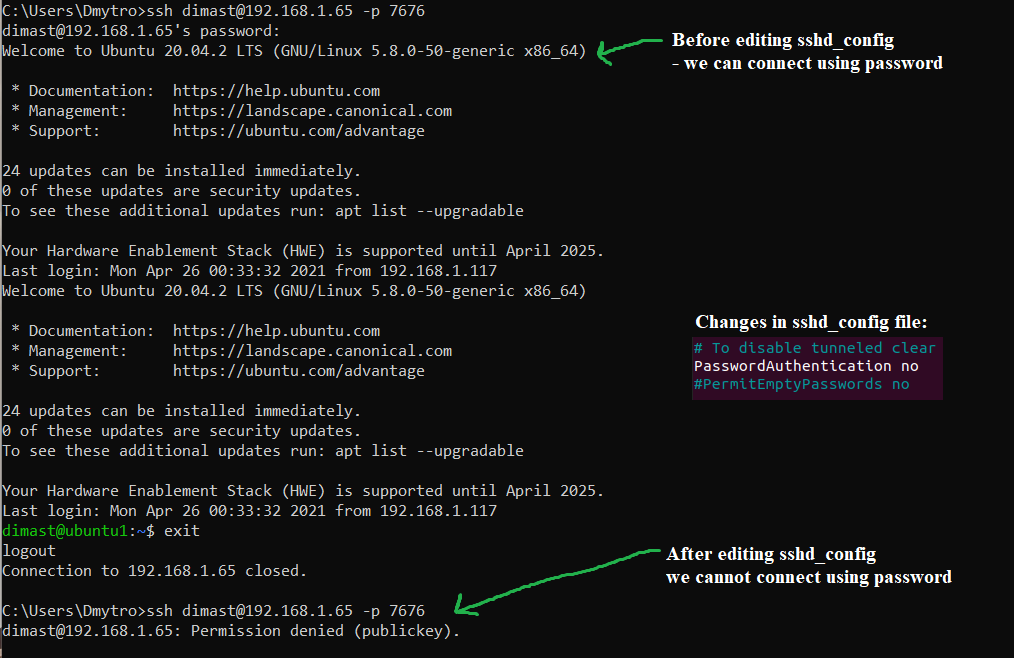 C:\Users\Dmytro>ssh dimast@192.168.1.65 -p 7676
dimast@192.168.1.65's password:
Welcome to Ubuntu 20.04.2 LTS (GNU/Linux 5.8.0-50-generic x86_64)
Before editing sshd_config
- we can connect using password
* Documentation:  https://help.ubuntu.com
* Management:     https://landscape.canonical.com
* Support:        https://ubuntu.com/advantage
24 updates can be installed immediately.
0 of these updates are security updates.
To see these additional updates run: apt list --upgradable
Your Hardware Enablement Stack (HWE) is supported until April 2025.
Last login: Mon Apr 26 00:33:32 2021 from 192.168.1.117
Welcome to Ubuntu 20.04.2 LTS (GNU/Linux 5.8.0-50-generic x86_64)
* Documentation:  https://help.ubuntu.com
* Management:     https://landscape.canonical.com
* Support:        https://ubuntu.com/advantage
Changes in sshd_config file:
# To disable tunneled clear
PasswordAuthentication no
#PermitEmptyPasswords no
24 updates can be installed immediately.
0 of these updates are security updates.
To see these additional updates run: apt list --upgradable
Your Hardware Enablement Stack (HWE) is supported until April 2025.
Last login: Mon Apr 26 00:33:32 2021 from 192.168.1.117
dimast@ubuntu1:~$ exit
logout
Connection to 192.168.1.65 closed.
After editing sshd_config
we cannot connect using password
C:\Users\Dmytro>ssh dimast@192.168.1.65 -p 7676
dimast@192.168.1.65: Permission denied (publickey).